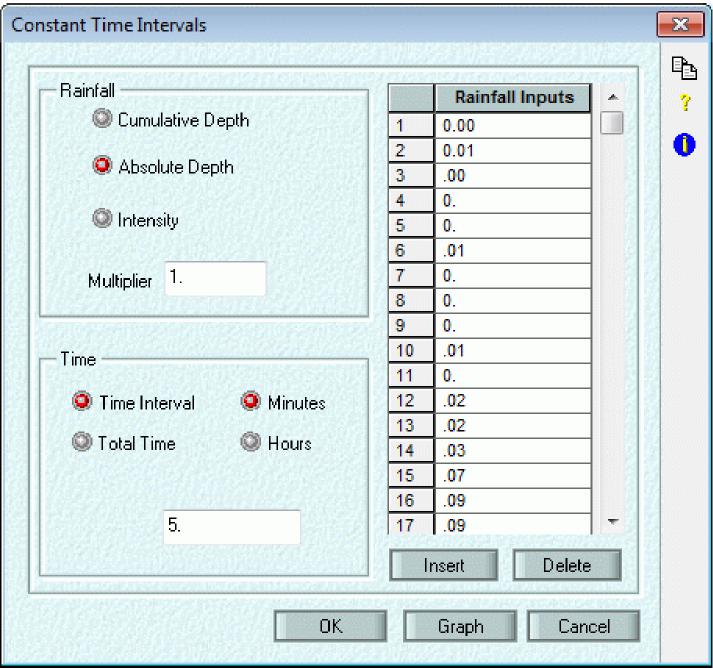 Constant Time Intervals
Rainfall
Cumulative Depth
Absolute Depth
Intensity
Multiplier 1.
Time
Time Interval Minutes
Total Time Hours
5.
Rainfall Inputs
1 0.00
2 0.01
3 .00
4 0.
5 0.
6 .01
7 0.
8 0.
9 0.
10 .01
11 0.
12 .02
13 .02
14 .03
15 .07
16 .09
17 .09
Insert Delete
OK Graph Cancel